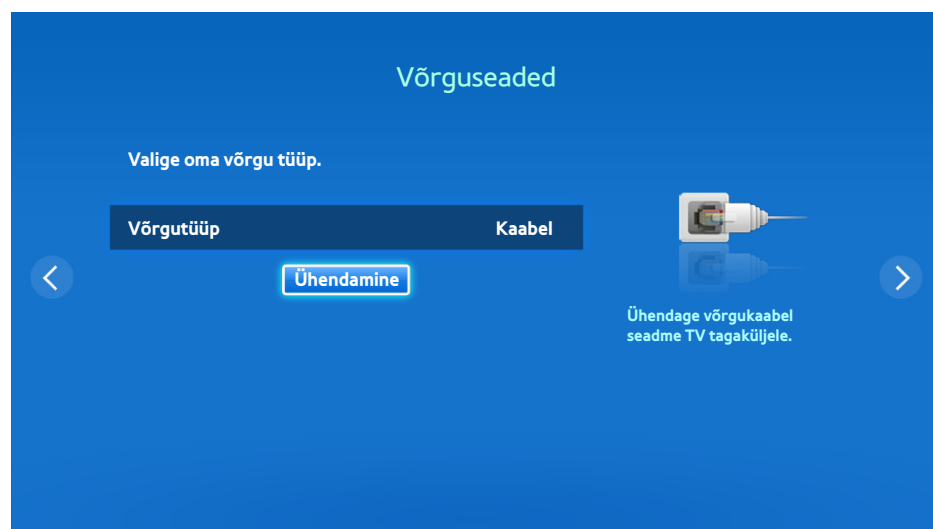 Võrguseaded
Valige oma võrgu tüüp.
Võrgutüüp Kaabel
Ühendamine
Ühendage võrgukaabel
seadme TV tagaküljele.